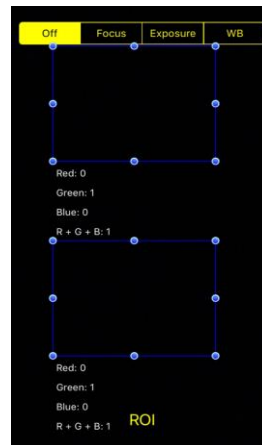 Off Focus Exposure WB
Red: 0
Green: 1
Blue: 0
R + G + B: 1
Red: 0
Green: 1
Blue: 0
R + G + B: 1
ROI